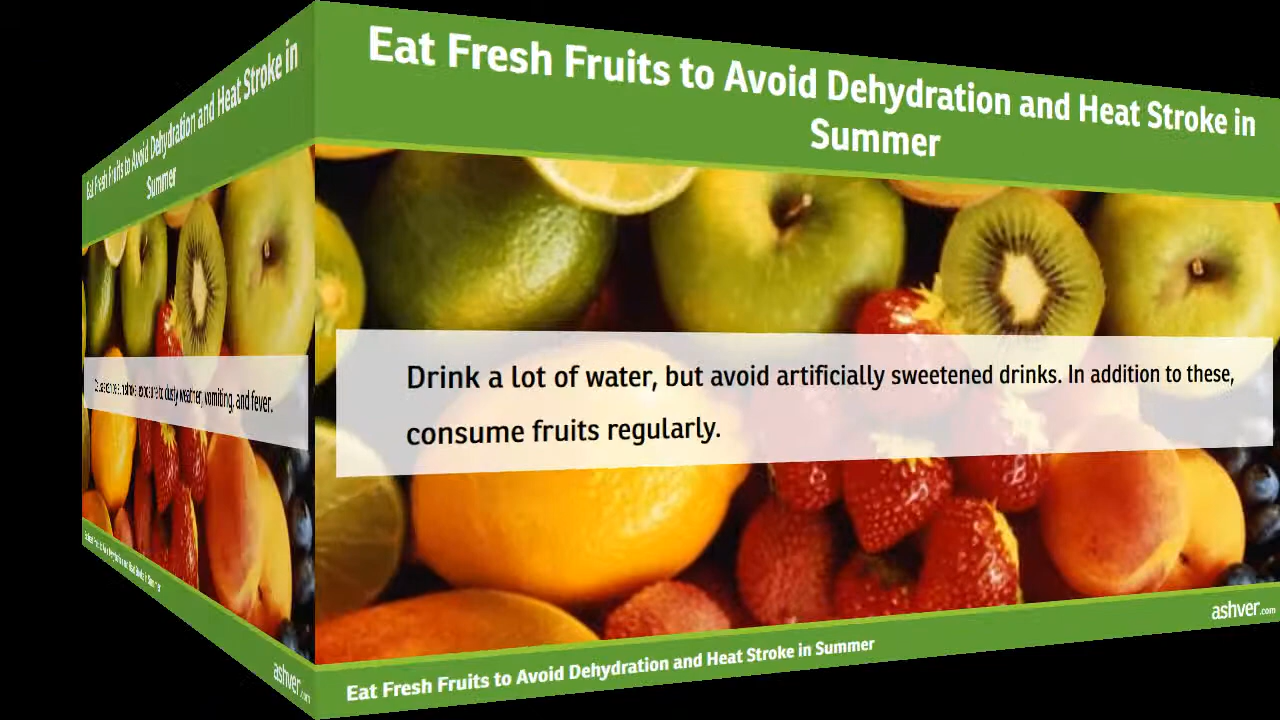 Eat Fresh Fruits to Avoid Dehydration and Heat Stroke in
Summer
Eat Fresh Fruits to Avoid Dehydration and Heat Stroke in
Summer
to dusty weather, vomiting, and fever.
ashver.com
Drink a lot of water, but avoid artificially sweetened drinks. In addition to these,
consume fruits regularly.
Eat Fresh Fruits to Avoid Dehydration and Heat Stroke in Summer
ashver.com